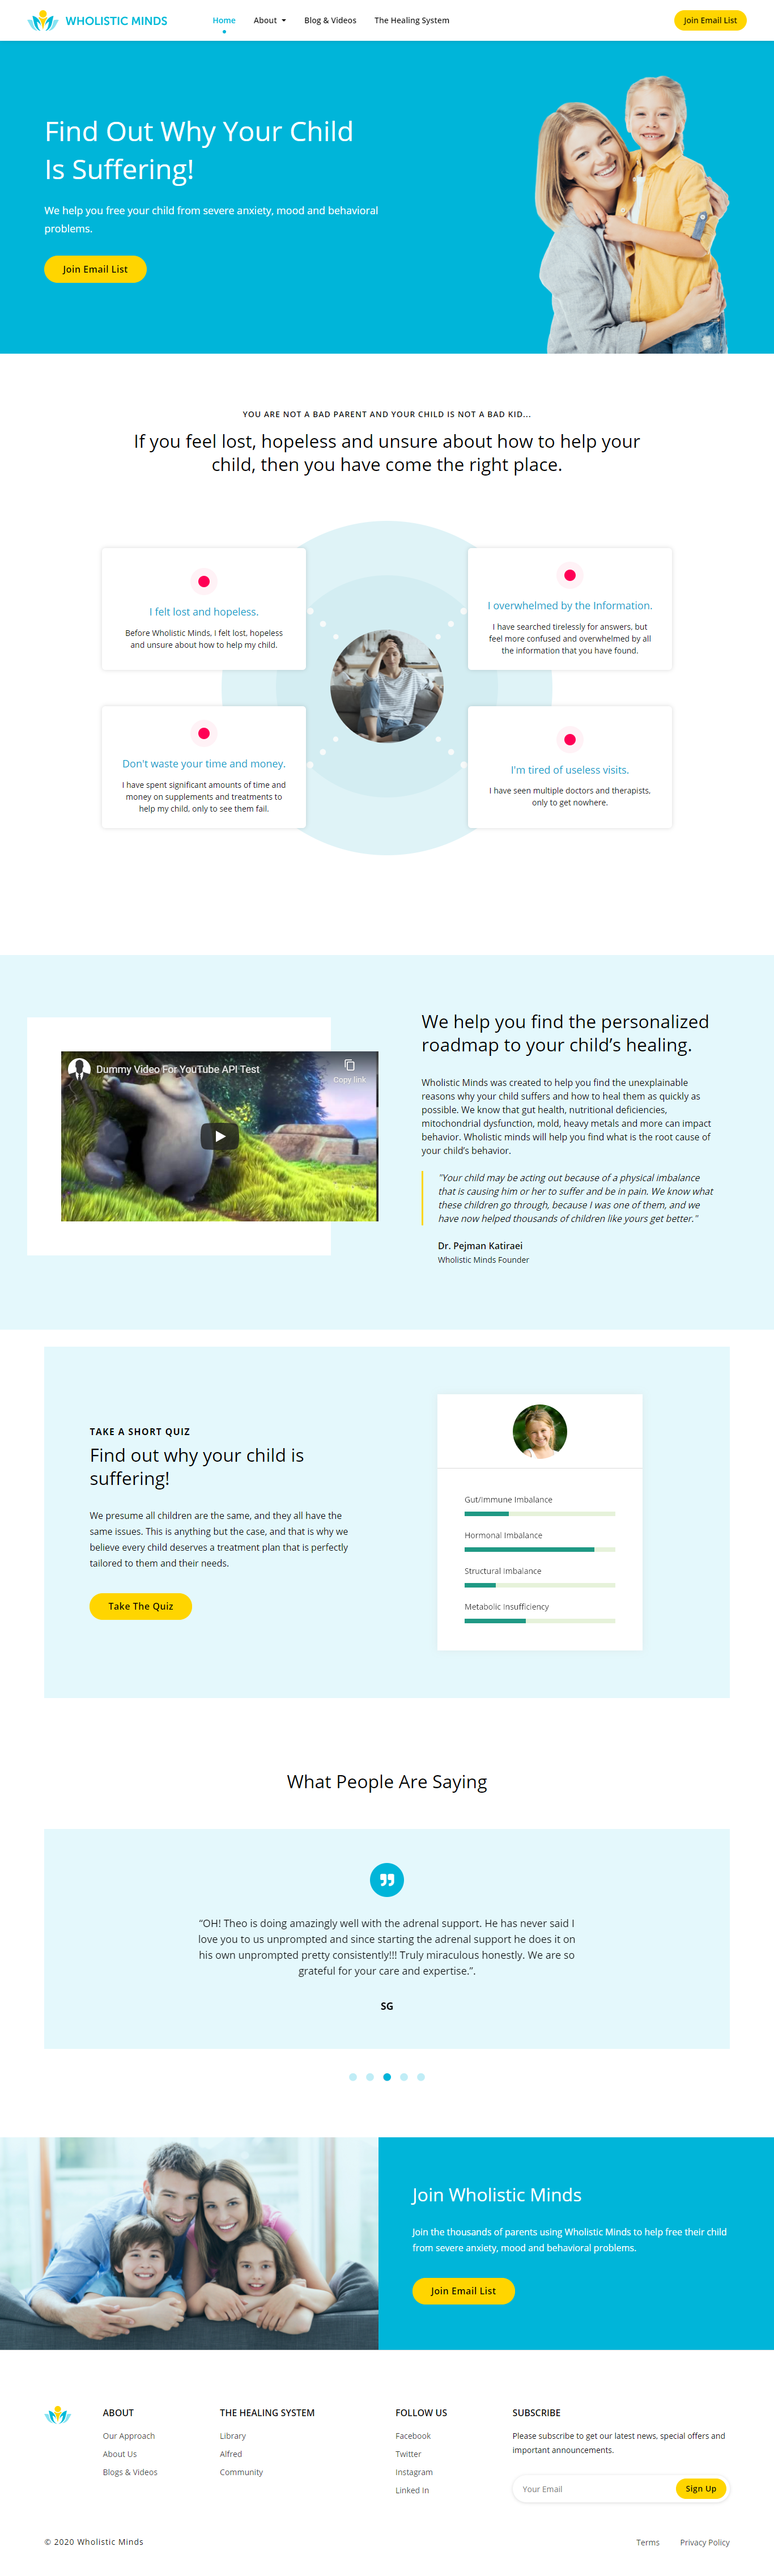 WHOLISTIC MINDS
Home
About
Blog & Videos
The Healing System
Join Email List
Find Out Why Your Child
Is Suffering!
We help you free your child from severe anxiety, mood and behavioral
problems.
Join Email List
YOU ARE NOT A BAD PARENT AND YOUR CHILD IS NOT A BAD KID...
If you feel lost, hopeless and unsure about how to help your
child, then you have come the right place.
I felt lost and hopeless.
Before Wholistic Minds, I felt lost, hopeless
and unsure about how to help my child.
I overwhelmed by the Information.
I have searched tirelessly for answers, but
feel more confused and overwhelmed by all
the information that you have found.
Don't waste your time and money.
I have spent significant amounts of time and
money on supplements and treatments to
help my child, only to see them fail.
I'm tired of useless visits.
I have seen multiple doctors and therapists,
only to get nowhere.
Dummy Video For YouTube API Test
Copy link
We help you find the personalized
roadmap to your child’s healing.
Wholistic Minds was created to help you find the unexplainable
reasons why your child suffers and how to heal them as quickly as
possible. We know that gut health, nutritional deficiencies,
mitochondrial dysfunction, mold, heavy metals and more can impact
behavior. Wholistic minds will help you find what is the root cause of
your child’s behavior.
"Your child may be acting out because of a physical imbalance
that is causing him or her to suffer and be in pain. We know what
these children go through, because I was one of them, and we
have now helped thousands of children like yours get better."
Dr. Pejman Katiraei
Wholistic Minds Founder
TAKE A SHORT QUIZ
Find out why your child is
suffering!
We presume all children are the same, and they all have the
same issues. This is anything but the case, and that is why we
believe every child deserves a treatment plan that is perfectly
tailored to them and their needs.
Take The Quiz
Gut/Immune Imbalance
Hormonal Imbalance
Structural Imbalance
Metabolic Insufficiency
What People Are Saying
“OH! Theo is doing amazingly well with the adrenal support. He has never said I
love you to us unprompted and since starting the adrenal support he does it on
his own unprompted pretty consistently!!! Truly miraculous honestly. We are so
grateful for your care and expertise.”.
SG
Join Wholistic Minds
Join the thousands of parents using Wholistic Minds to help free their child
from severe anxiety, mood and behavioral problems.
Join Email List
ABOUT
Our Approach
About Us
Blogs & Videos
THE HEALING SYSTEM
Library
Alfred
Community
FOLLOW US
Facebook
Twitter
Instagram
Linked In
SUBSCRIBE
Please subscribe to get our latest news, special offers and
important announcements.
Your Email
Sign Up
© 2020 Wholistic Minds
Terms
Privacy Policy